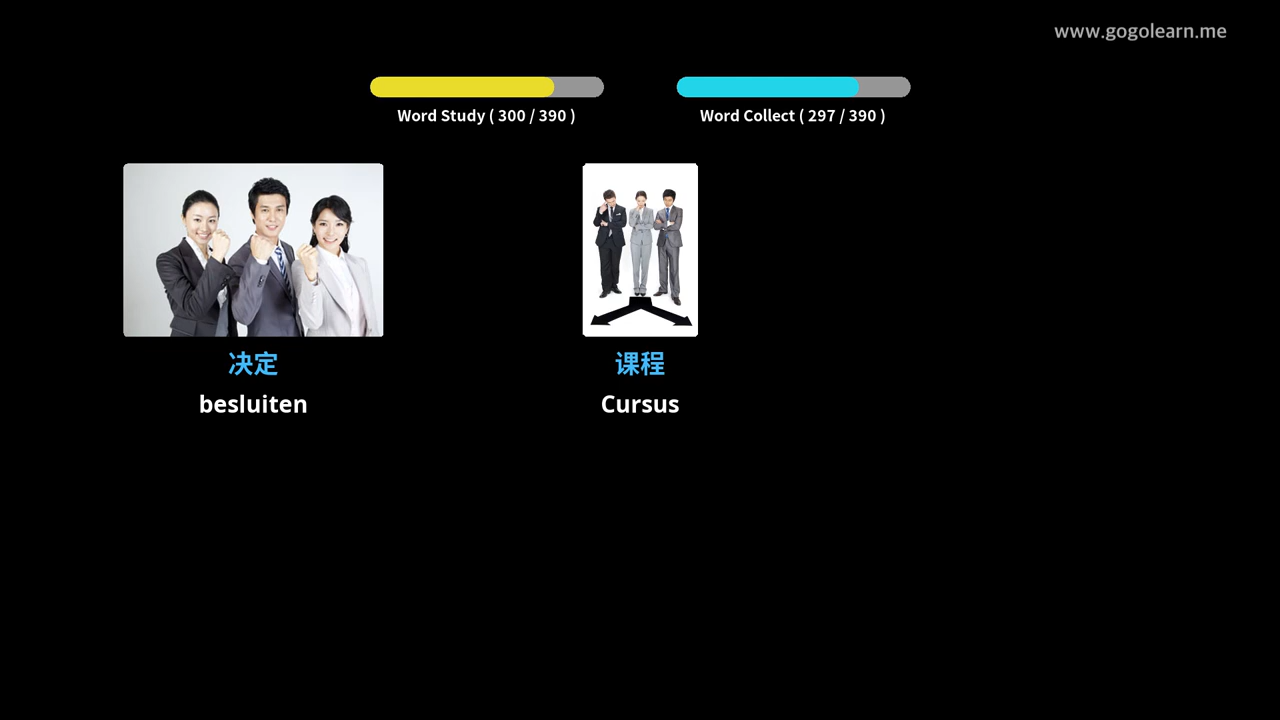 www.gogolearn.me
Word Study ( 300 / 390 )
Word Collect ( 297 / 390 )
决定
besluiten
课程
Cursus